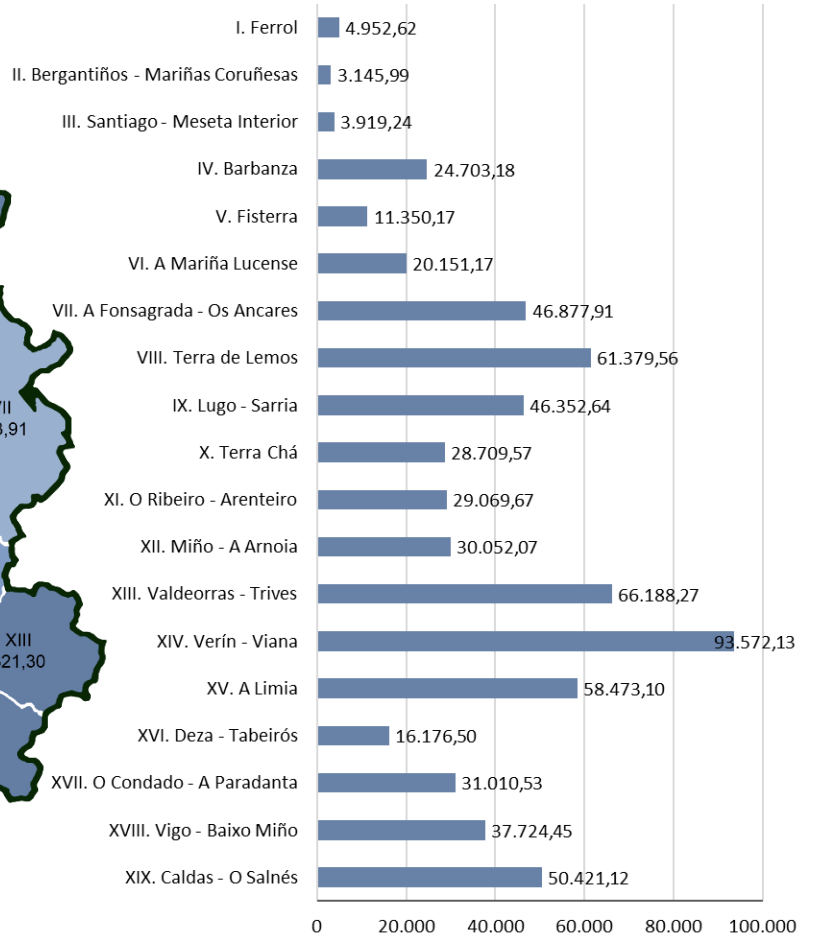 I. Ferrol 4.952,62
II. Bergantiños - Mariñas Coruñesas 3.145,99
III. Santiago - Meseta Interior 3.919,24
IV. Barbanza 24.703,18
V. Fisterra 11.350,17
VI. A Mariña Lucense 20.151,17
VII. A Fonsagrada - Os Ancares 46.877,91
VIII. Terra de Lemos 61.379,56
IX. Lugo - Sarria 46.352,64
X. Terra Chá 28.709,57
XI. O Ribeiro - Arenteiro 29.069,67
XII. Miño - A Arnoia 30.052,07
XIII. Valdeorras - Trives 66.188,27
XIV. Verín - Viana 93.572,13
XV. A Limia 58.473,10
XVI. Deza - Tabeirós 16.176,50
XVII. O Condado - A Paradanta 31.010,53
XVIII. Vigo - Baixo Miño 37.724,45
XIX. Caldas - O Salnés 50.421,12
0 20.000 40.000 60.000 80.000 100.000
XIII
21,30